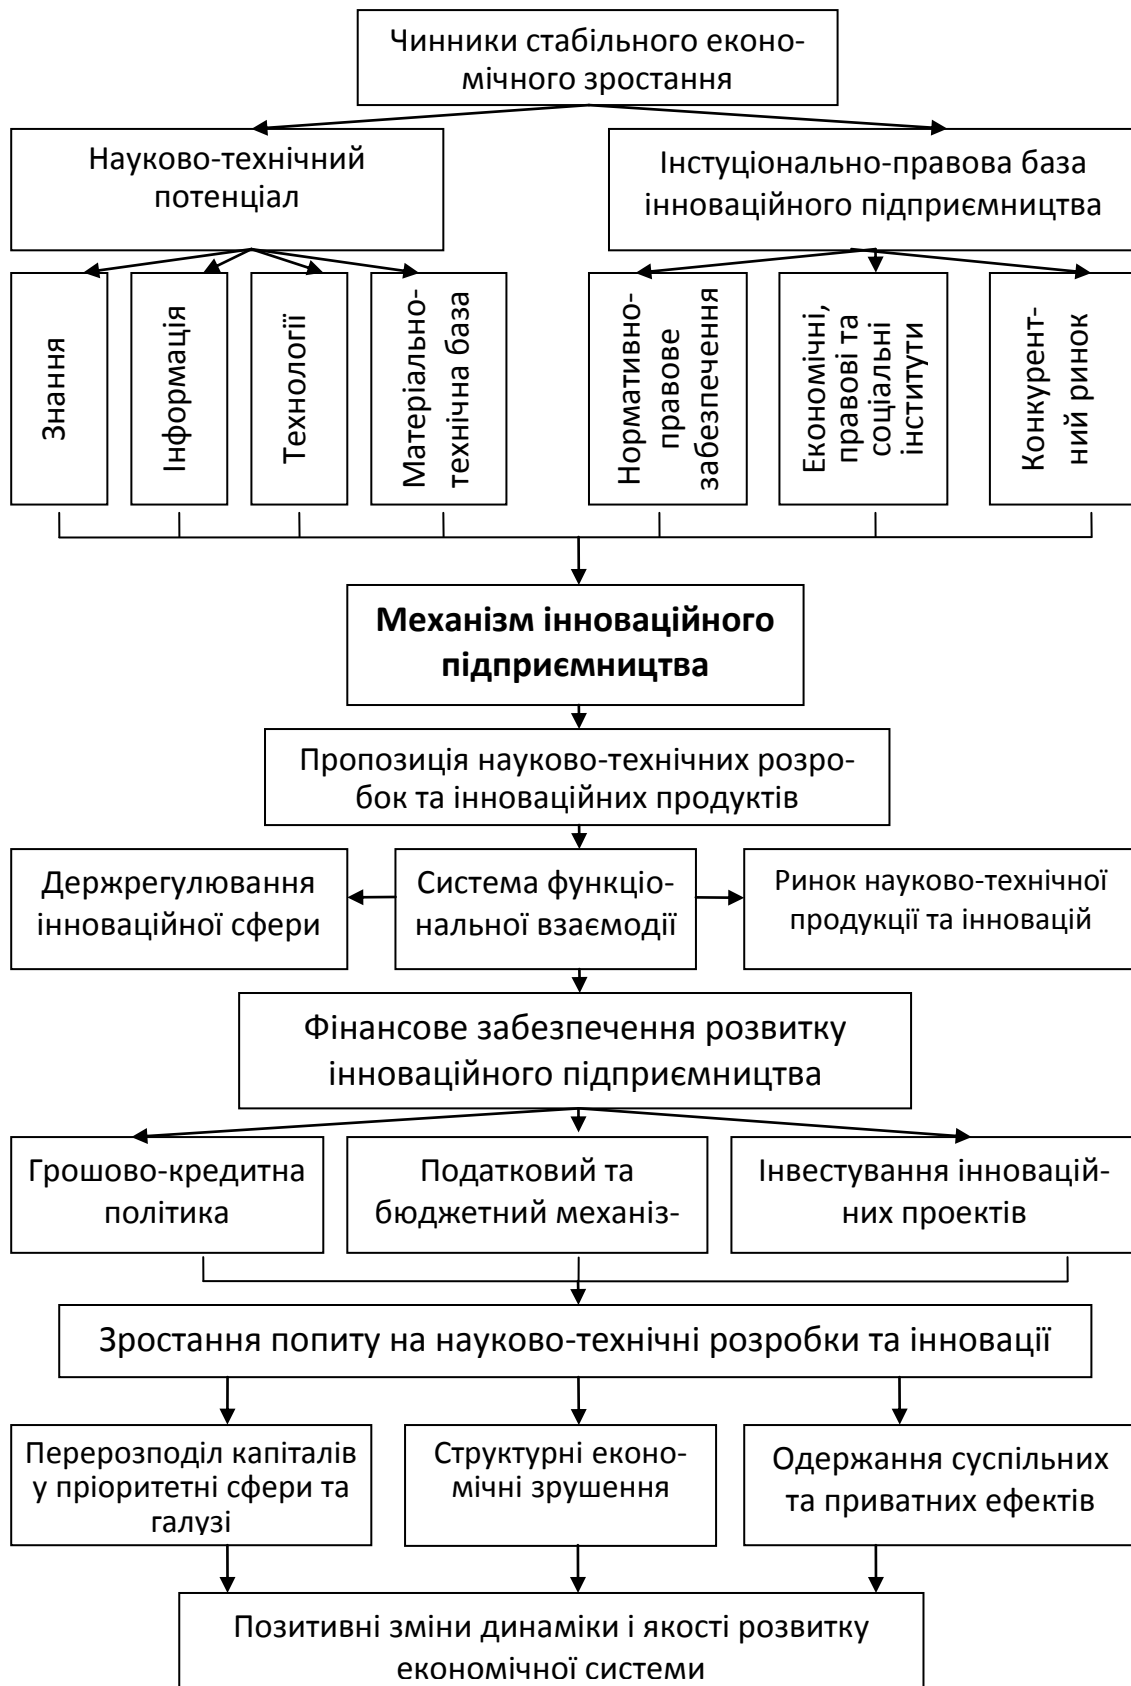 Чинники стабільного еконо-
мічного зростання
Науково-технічний
потенціал
Інстуціонально-правова база
інноваційного підприємництва
Знання
Інформація
Технології
Матеріально-
технічна база
Нормативно-
правове
забезпечення
Економічні,
правові та
соціальні
інститути
Конкурент-
ний ринок
Механізм інноваційного
підприємництва
Пропозиція науково-технічних розро-
бок та інноваційних продуктів
Держрегулювання
інноваційної сфери
Система функціо-
нальної взаємодії
Ринок науково-технічної
продукції та інновацій
Фінансове забезпечення розвитку
інноваційного підприємництва
Грошово-кредитна
політика
Податковий та
бюджетний механіз-
Інвестування інновацій-
них проектів
Зростання попиту на науково-технічні розробки та інновації
Перерозподіл капіталів
у пріоритетні сфери та
галузі
Структурні еконо-
мічні зрушення
Одержання суспільних
та приватних ефектів
Позитивні зміни динаміки і якості розвитку
економічної системи